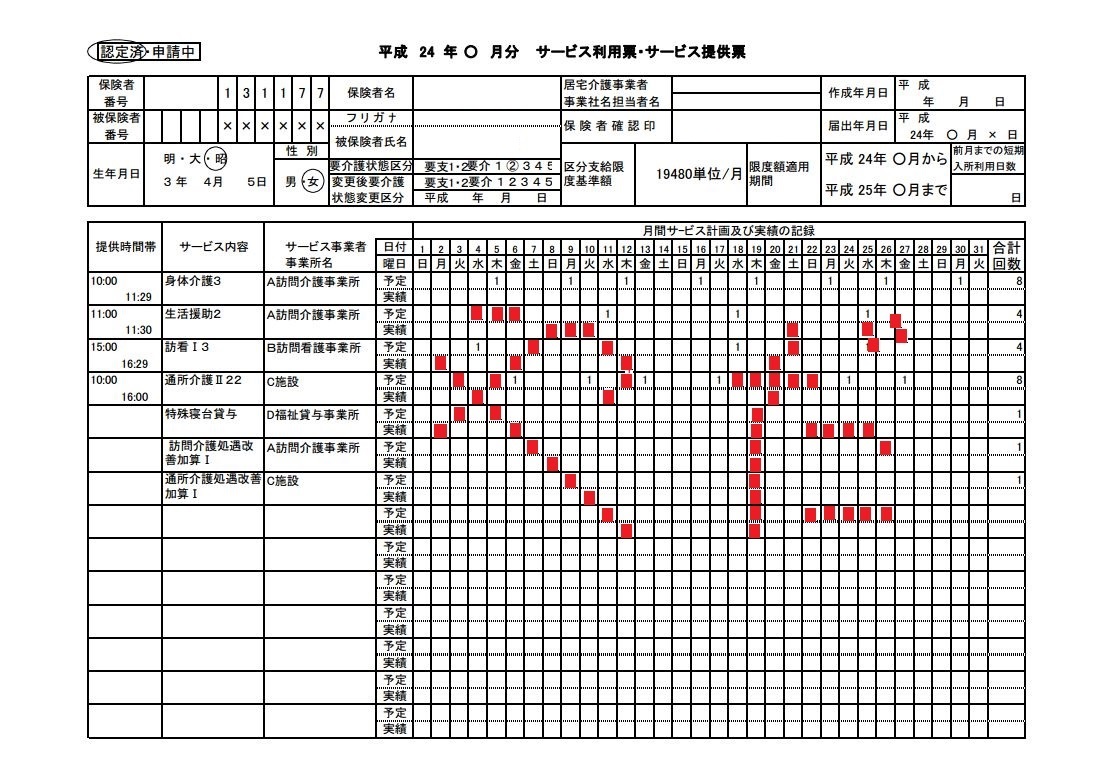 認定済・申請中
平成 24 年 〇 月分 サービス利用票・サービス提供票
保険者番号 1 3 1 1 7 7 保険者名 居宅介護事業者事業社名担当者名 作成年月日 平成 年 月 日
被保険者番号 × × × × × × フリガナ 被保険者氏名 保険者確認印 届出年月日 平成 24年 〇 月 × 日
生年月日 明・大・昭 3年 4月 5日 性別 男・女
要介護状態区分 要支1・2要介1②345
変更後要介護状態変更区分 要支1・2要介12345 平成 年 月 日
区分支給限度基準額 19480単位/月 限度額適用期間 平成 24年 〇月から 平成 25年 〇月まで
前月までの短期入所利用日数 日
提供時間帯 サービス内容 サービス事業者事業所名 月間サービス計画及び実績の記録
日付 1 2 3 4 5 6 7 8 9 10 11 12 13 14 15 16 17 18 19 20 21 22 23 24 25 26 27 28 29 30 31 合計回数
曜日 日 月 火 水 木 金 土 日 月 火 水 木 金 土 日 月 火 水 木 金 土 日 月 火 水 木 金 土 日 月 火
10:00 11:29 身体介護3 A訪問介護事業所 予定 1 1 1 1 1 1 1 1 8
実績
11:00 11:30 生活援助2 A訪問介護事業所 予定 1 1 1 4
実績
15:00 16:29 訪看Ⅰ3 B訪問看護事業所 予定 1 1 4
実績
10:00 16:00 通所介護Ⅱ22 C施設 予定 1 1 1 1 1 1 8
実績
特殊寝台貸与 D福祉貸与事業所 予定 1
実績
訪問介護処遇改善加算Ⅰ A訪問介護事業所 予定 1
実績
通所介護処遇改善加算Ⅰ C施設 予定 1
実績
予定
実績
予定
実績
予定
実績
予定
実績
予定
実績
予定
実績
予定
実績